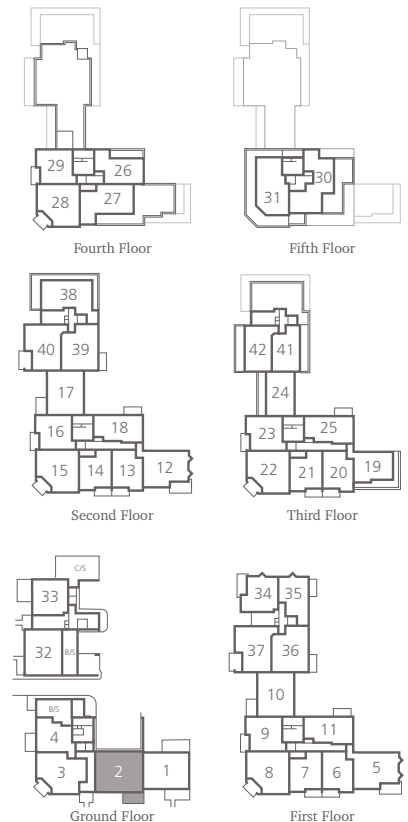 29 26
28 27
Fourth Floor
30
31
Fifth Floor
38
40 39
17
16 18
15 14 13 12
Second Floor
42 41
24
23 25
22 21 20 19
Third Floor
C/S
33
32 B/S
B/S
4
3 2 1
Ground Floor
34 35
37 36
10
9 11
8 7 6 5
First Floor